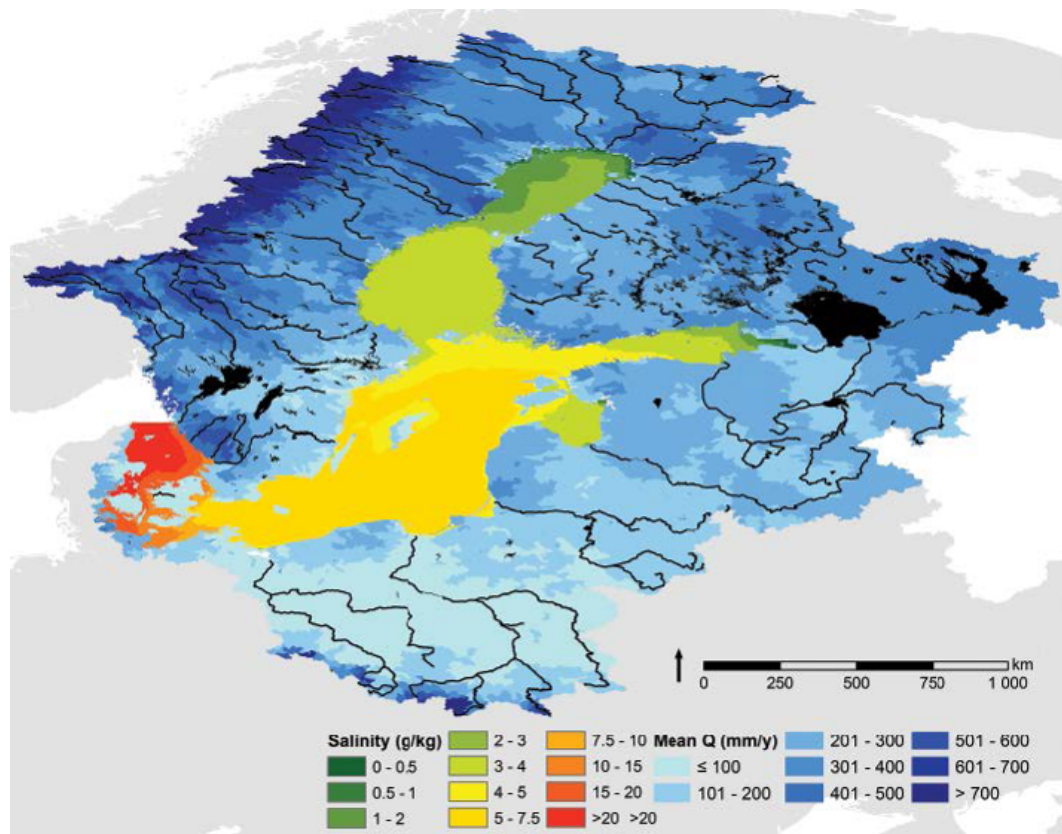 km
0 250 500 750 1 000
Salinity (g/kg) 2 - 3 7.5 - 10 Mean Q (mm/y) 201 - 300 501 - 600
0 - 0.5 3 - 4 10 - 15 ≤ 100 301 - 400 601 - 700
0.5 - 1 4 - 5 15 - 20 101 - 200 401 - 500 > 700
1 - 2 5 - 7.5 >20 >20